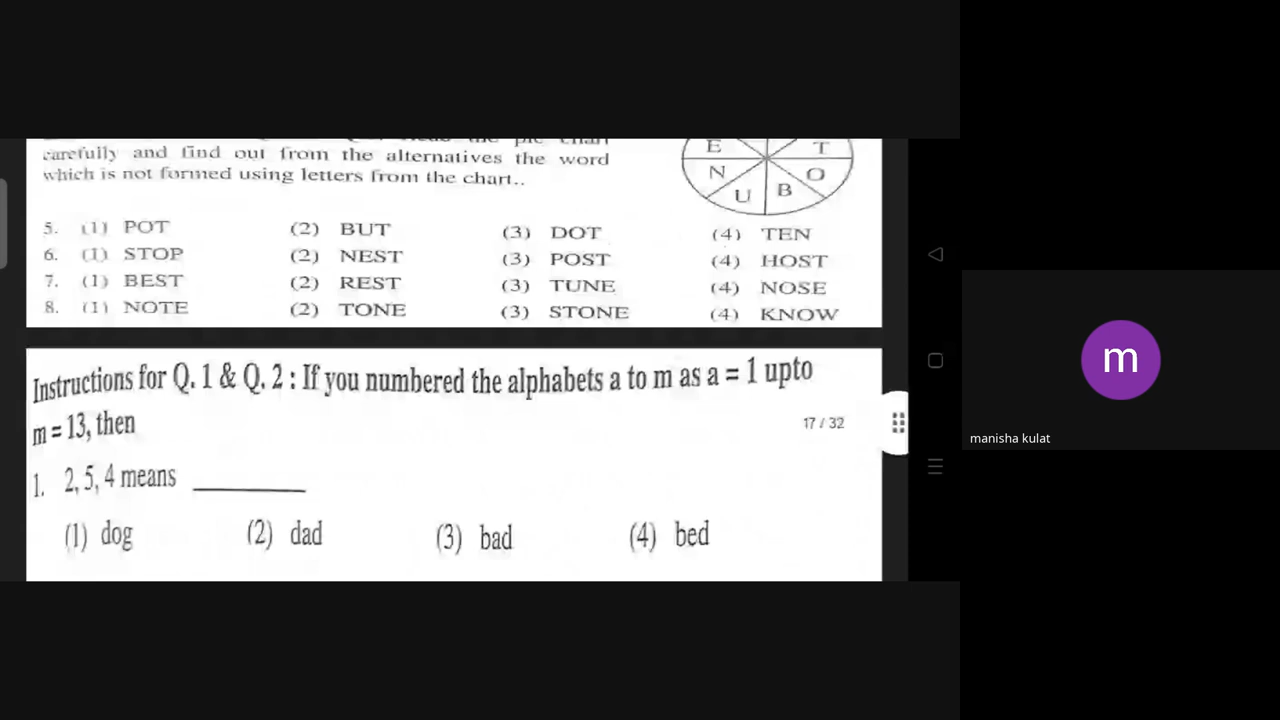 carefully and find out from the alternatives the word
which is not formed using letters from the chart..
E T
N O
U B
5. (1) POT (2) BUT (3) DOT (4) TEN
6. (1) STOP (2) NEST (3) POST (4) HOST
7. (1) BEST (2) REST (3) TUNE (4) NOSE
8. (1) NOTE (2) TONE (3) STONE (4) KNOW
Instructions for Q. 1 & Q. 2 : If you numbered the alphabets a to m as a = 1 upto
m = 13, then
17 / 32
1. 2, 5, 4 means
(1) dog (2) dad (3) bad (4) bed
m
manisha kulat